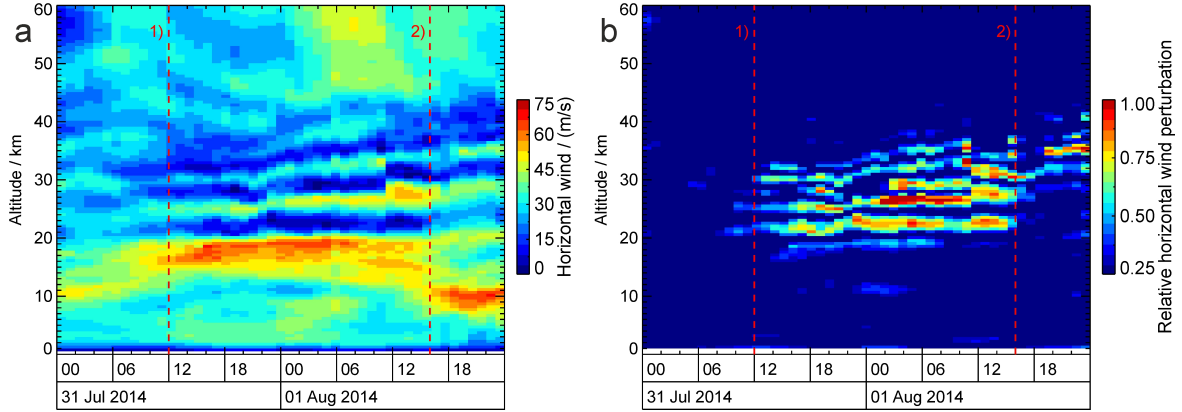 a
Altitude / km
60
50
40
30
20
10
0
1)
2)
75
60
45
30
15
0
Horizontal wind / (m/s)
00 06 12 18 00 06 12 18
31 Jul 2014 01 Aug 2014
b
Altitude / km
60
50
40
30
20
10
0
1)
2)
1.00
0.75
0.50
0.25
Relative horizontal wind perturbation
00 06 12 18 00 06 12 18
31 Jul 2014 01 Aug 2014